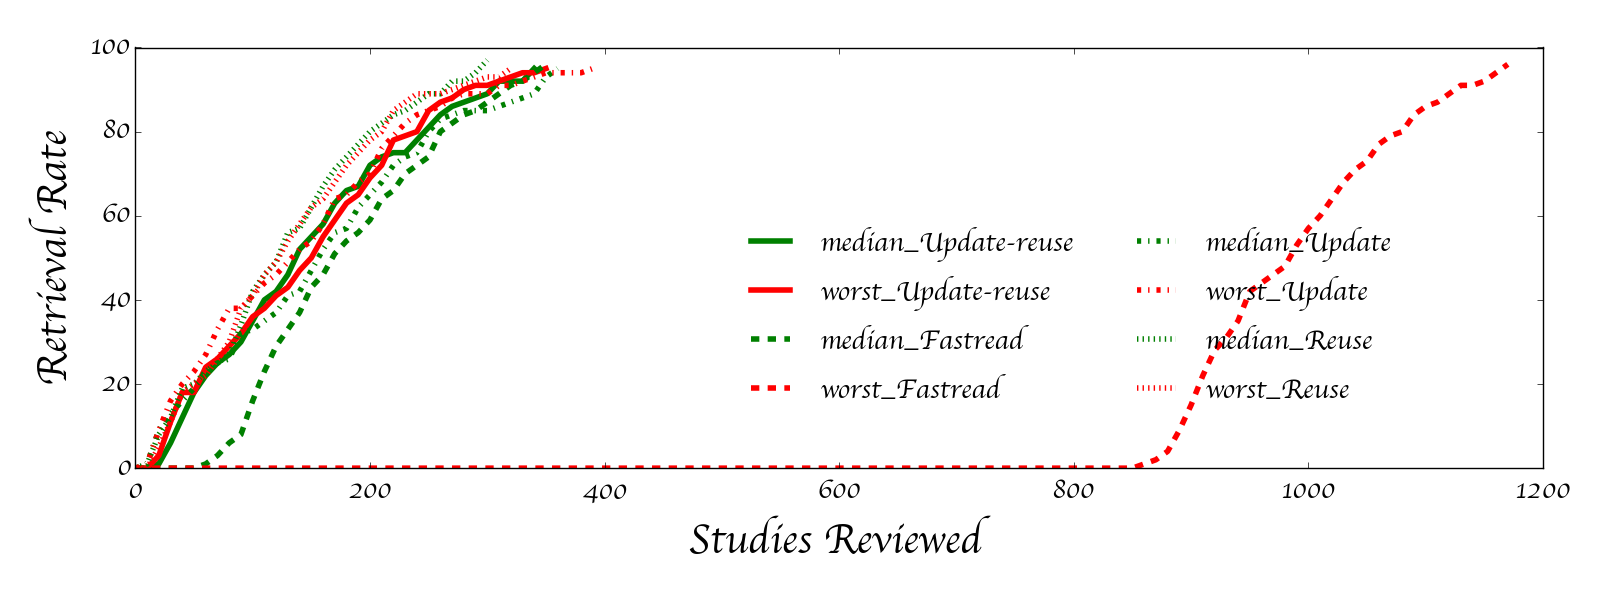 100
80
60
40
20
0
Retrieval Rate
0 200 400 600 800 1000 1200
Studies Reviewed
median_Update-reuse
worst_Update-reuse
median_Fastread
worst_Fastread
median_Update
worst_Update
median_Reuse
worst_Reuse